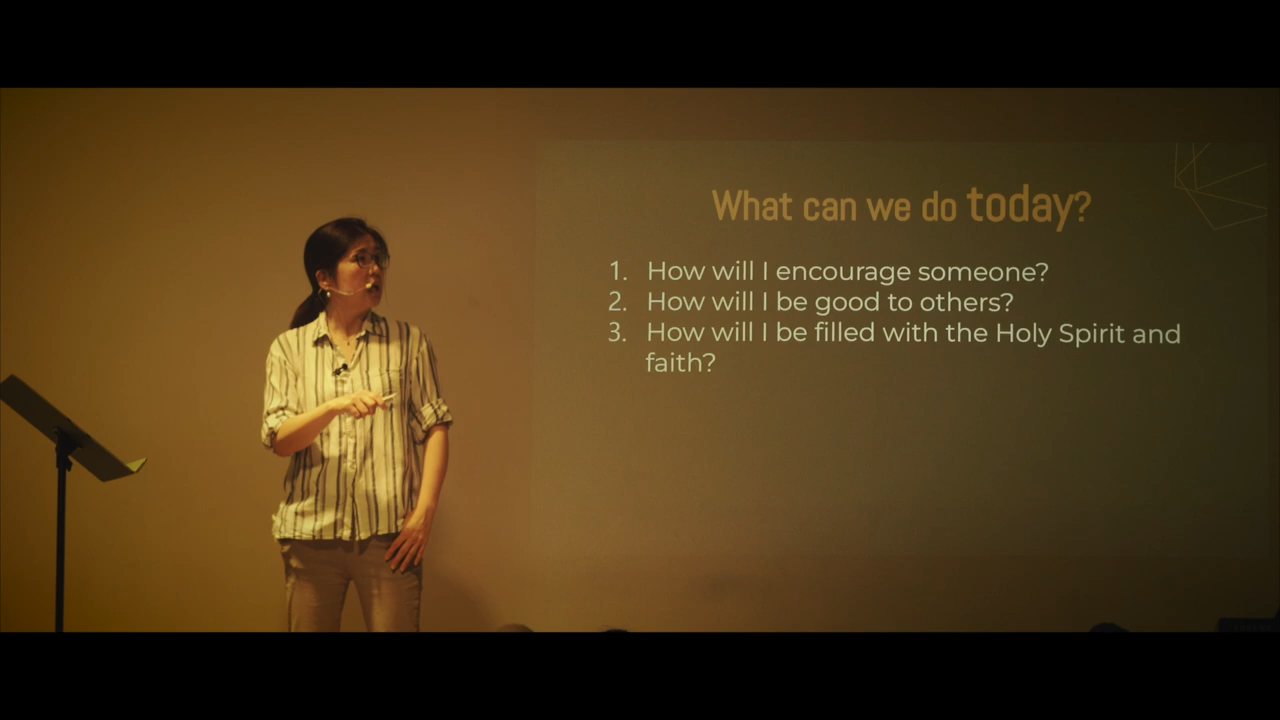 What can we do today?
1. How will I encourage someone?
2. How will I be good to others?
3. How will I be filled with the Holy Spirit and
faith?